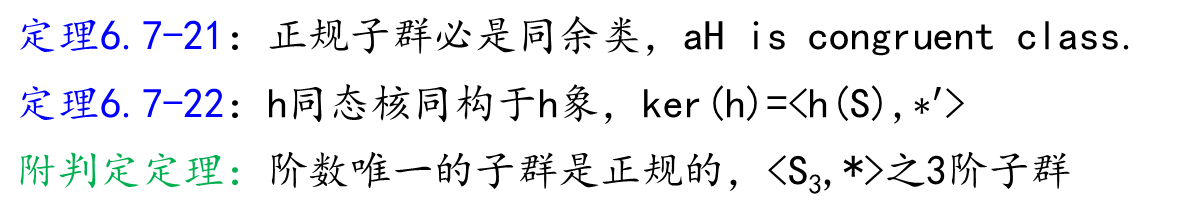 定理6.7-21：正规子群必是同余类，aH is congruent class.
定理6.7-22：h同态核同构于h象，ker(h)=<h(S),*′>
附判定定理：阶数唯一的子群是正规的，<S₃,*>之3阶子群